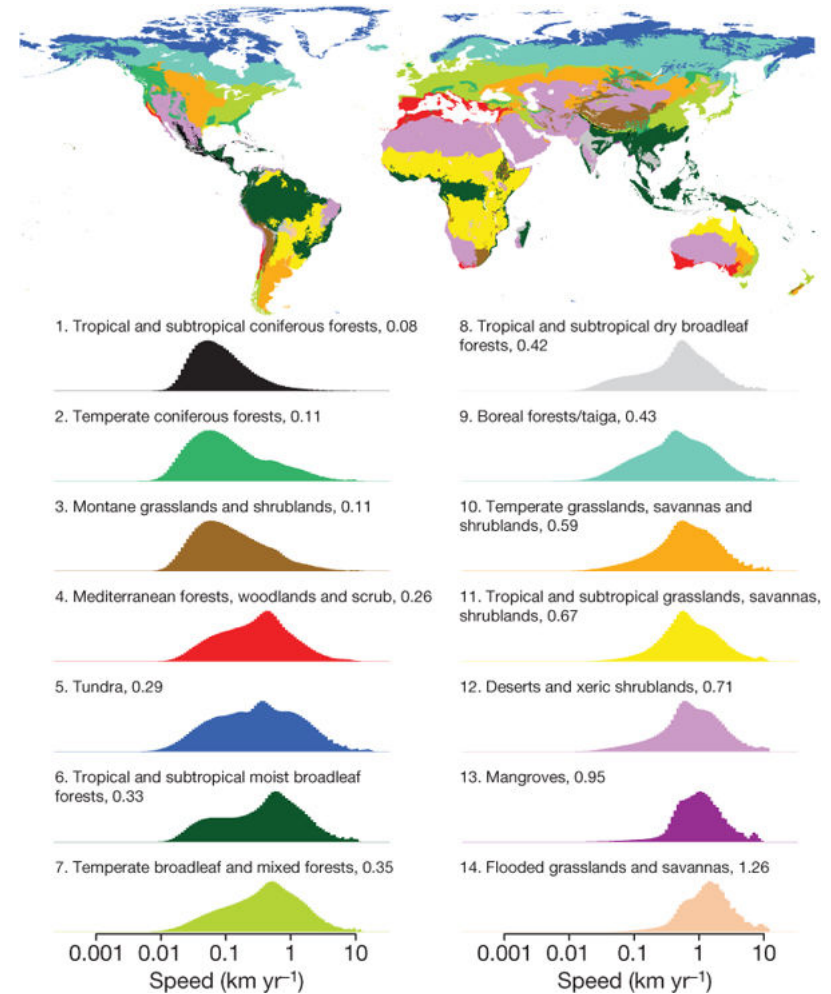 1. Tropical and subtropical coniferous forests, 0.08
2. Temperate coniferous forests, 0.11
3. Montane grasslands and shrublands, 0.11
4. Mediterranean forests, woodlands and scrub, 0.26
5. Tundra, 0.29
6. Tropical and subtropical moist broadleaf
forests, 0.33
7. Temperate broadleaf and mixed forests, 0.35
0.001 0.01 0.1 1 10
Speed (km yr⁻¹)
8. Tropical and subtropical dry broadleaf
forests, 0.42
9. Boreal forests/taiga, 0.43
10. Temperate grasslands, savannas and
shrublands, 0.59
11. Tropical and subtropical grasslands, savannas,
shrublands, 0.67
12. Deserts and xeric shrublands, 0.71
13. Mangroves, 0.95
14. Flooded grasslands and savannas, 1.26
0.001 0.01 0.1 1 10
Speed (km yr⁻¹)